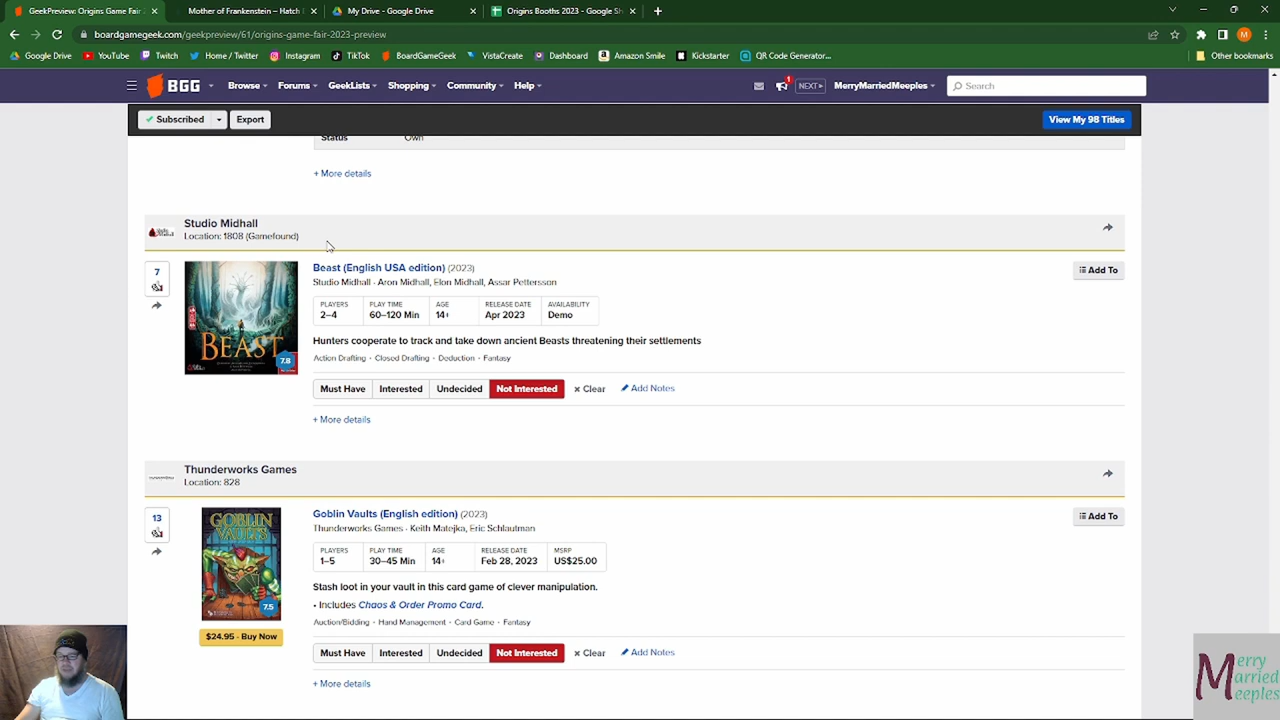 GeekPreview: Origins Game Fair 2
Mother of Frankenstein – Hatch E
My Drive - Google Drive
Origins Booths 2023 - Google Sh
boardgamegeek.com/geekpreview/61/origins-game-fair-2023-preview
Google Drive
YouTube
Twitch
Home / Twitter
Instagram
TikTok
BoardGameGeek
VistaCreate
Dashboard
Amazon Smile
Kickstarter
QR Code Generator...
Other bookmarks
BGG
Browse
Forums
GeekLists
Shopping
Community
Help
1
NEXT
MerryMarriedMeeples
Search
Subscribed
Export
View My 98 Titles
Status Own
+ More details
Studio Midhall
Location: 1808 (Gamefound)
7
BEAST
7.8
Beast (English USA edition) (2023)
Add To
Studio Midhall · Aron Midhall, Elon Midhall, Assar Pettersson
PLAYERS PLAY TIME AGE RELEASE DATE AVAILABILITY
2–4 60–120 Min 14+ Apr 2023 Demo
Hunters cooperate to track and take down ancient Beasts threatening their settlements
Action Drafting · Closed Drafting · Deduction · Fantasy
Must Have Interested Undecided Not Interested × Clear Add Notes
+ More details
Thunderworks Games
Location: 828
13
GOBLIN VAULTS
7.5
$24.95 - Buy Now
Goblin Vaults (English edition) (2023)
Add To
Thunderworks Games · Keith Matejka, Eric Schlautman
PLAYERS PLAY TIME AGE RELEASE DATE MSRP
1–5 30–45 Min 14+ Feb 28, 2023 US$25.00
Stash loot in your vault in this card game of clever manipulation.
• Includes Chaos & Order Promo Card.
Auction/Bidding · Hand Management · Card Game · Fantasy
Must Have Interested Undecided Not Interested × Clear Add Notes
+ More details
Merry
Married
Meeples